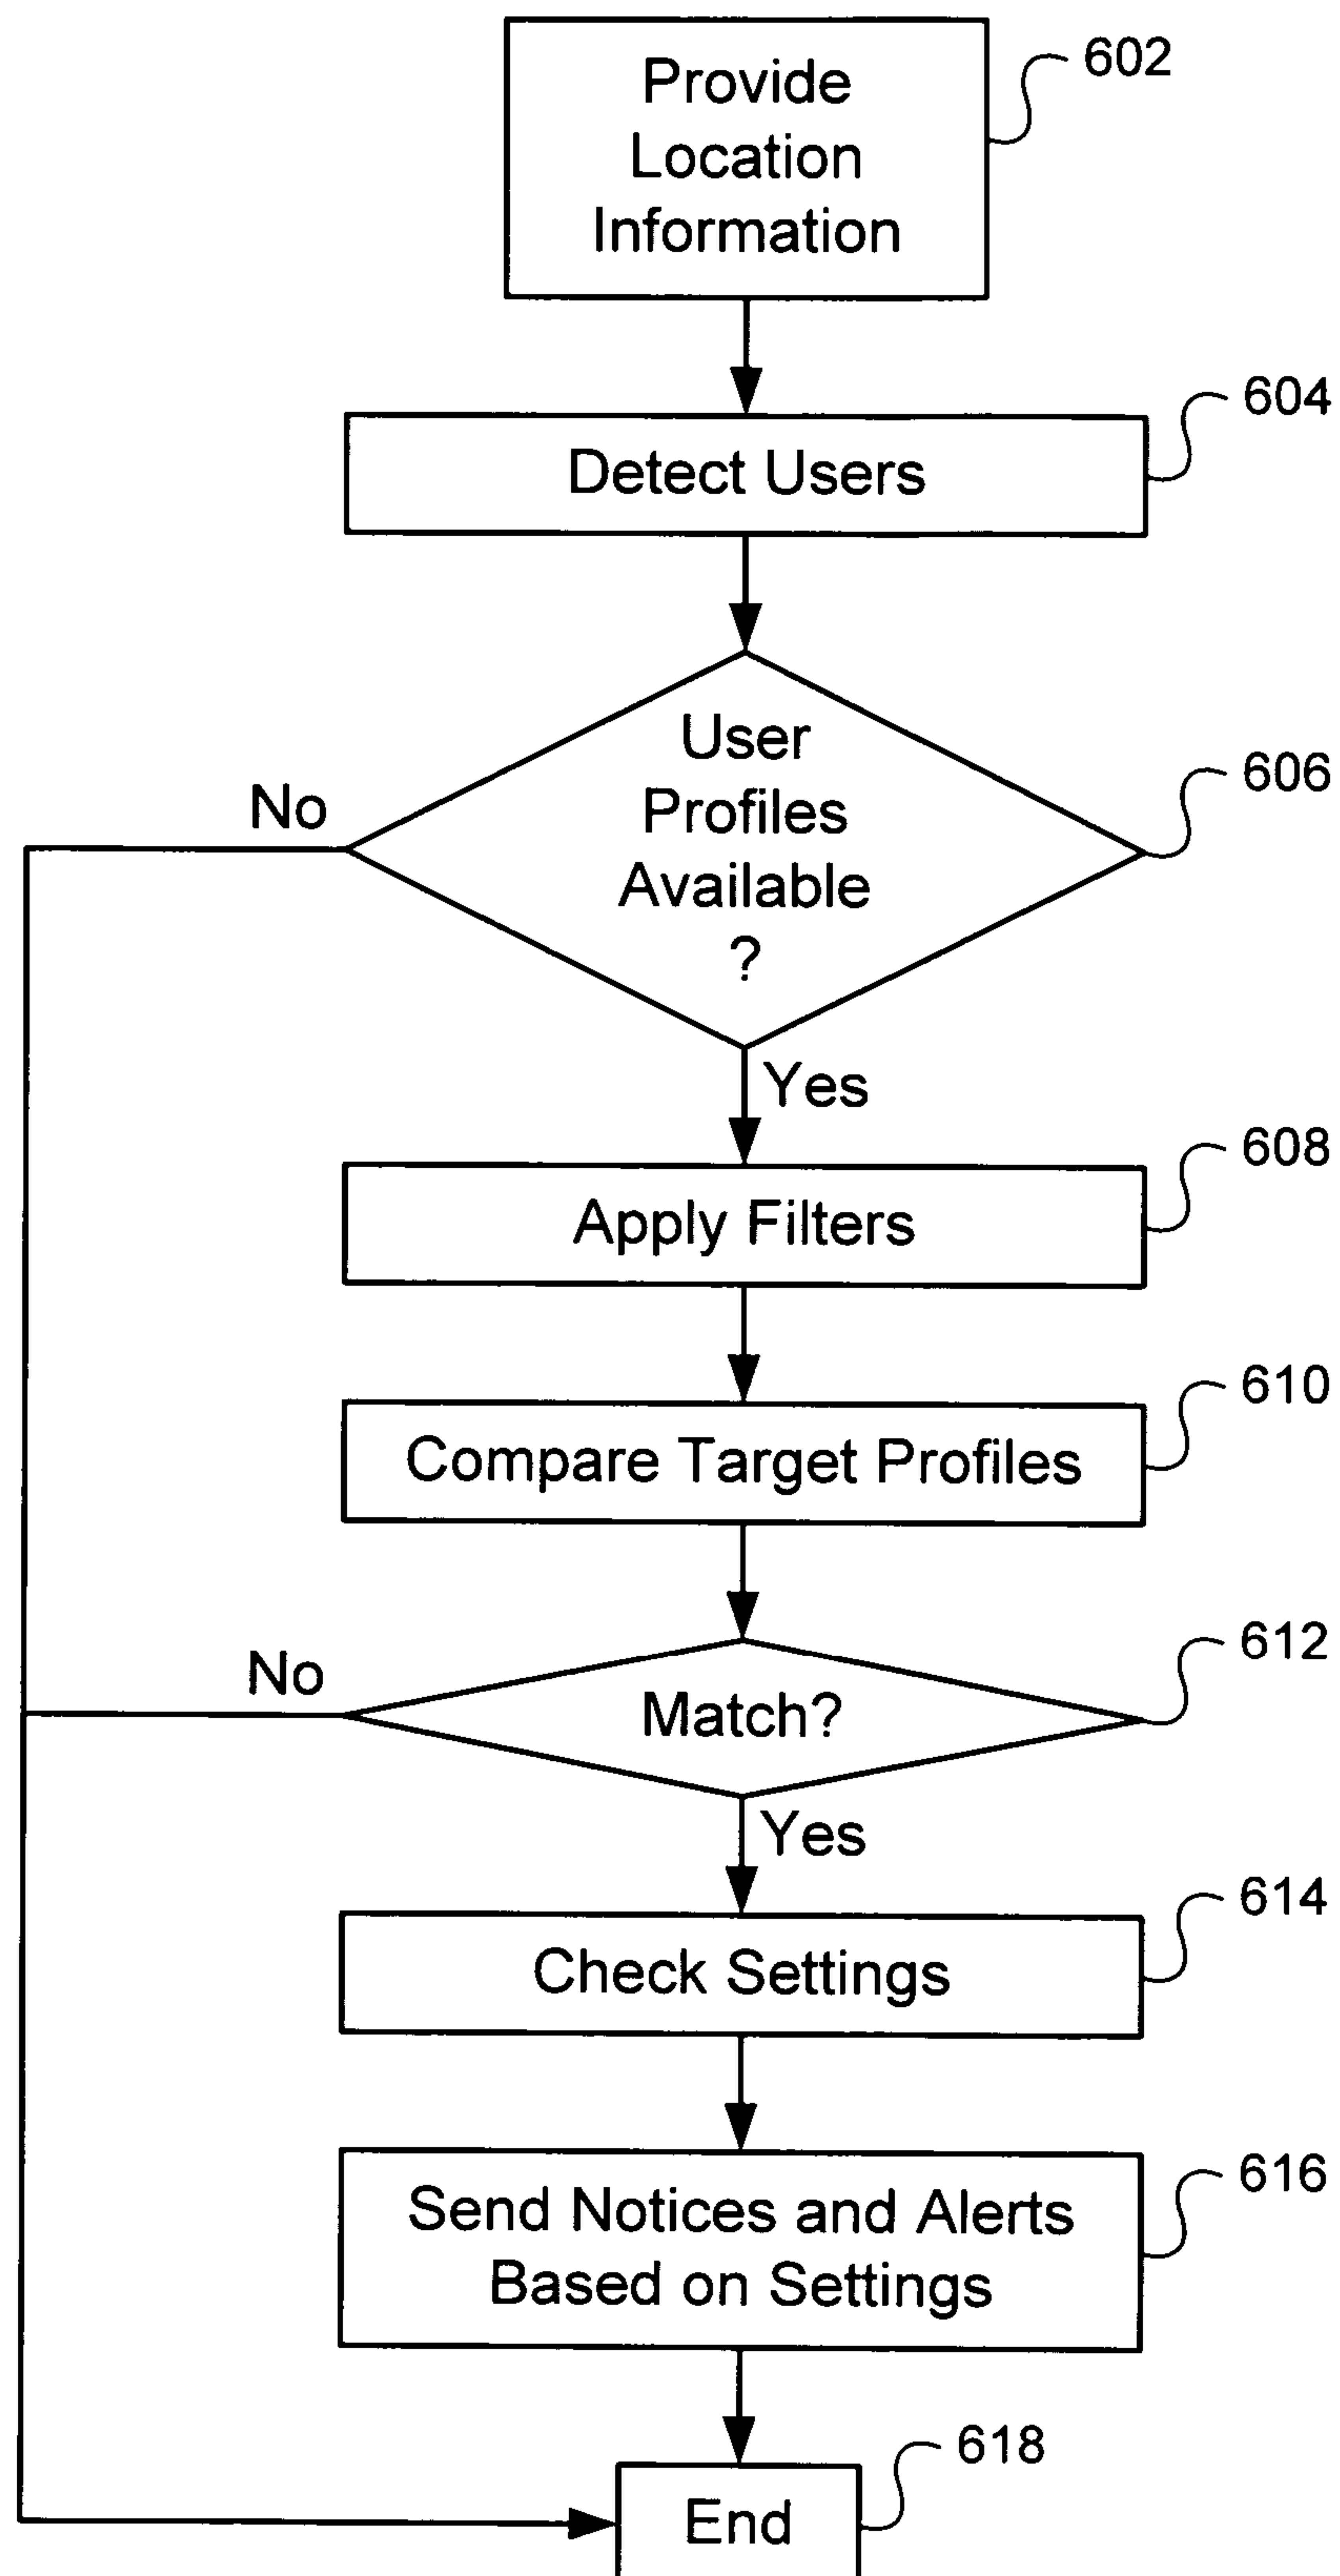 Provide
Location
Information
602
Detect Users
604
User
Profiles
Available
?
606
No
Yes
Apply Filters
608
Compare Target Profiles
610
Match?
612
No
Yes
Check Settings
614
Send Notices and Alerts
Based on Settings
616
End
618